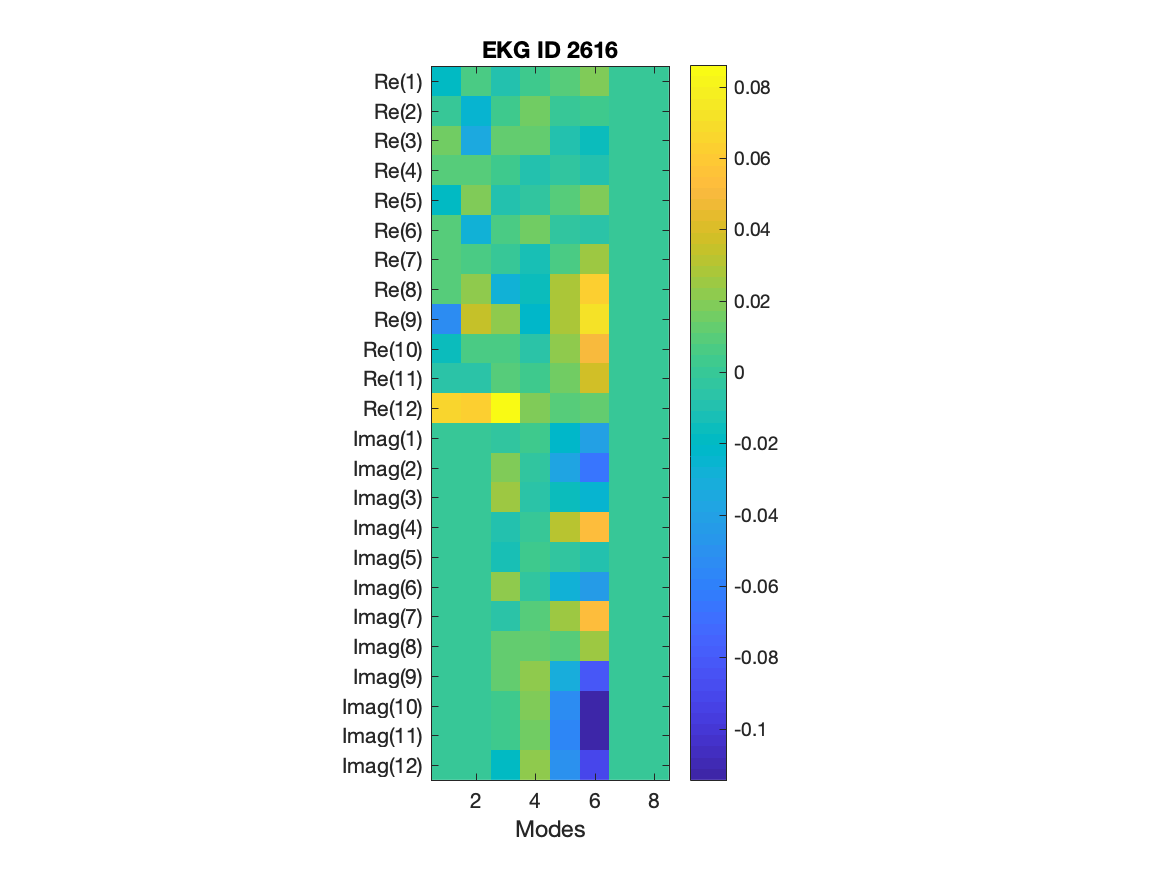 EKG ID 2616
Re(1)
Re(2)
Re(3)
Re(4)
Re(5)
Re(6)
Re(7)
Re(8)
Re(9)
Re(10)
Re(11)
Re(12)
Imag(1)
Imag(2)
Imag(3)
Imag(4)
Imag(5)
Imag(6)
Imag(7)
Imag(8)
Imag(9)
Imag(10)
Imag(11)
Imag(12)
2 4 6 8
Modes
0.08
0.06
0.04
0.02
0
-0.02
-0.04
-0.06
-0.08
-0.1